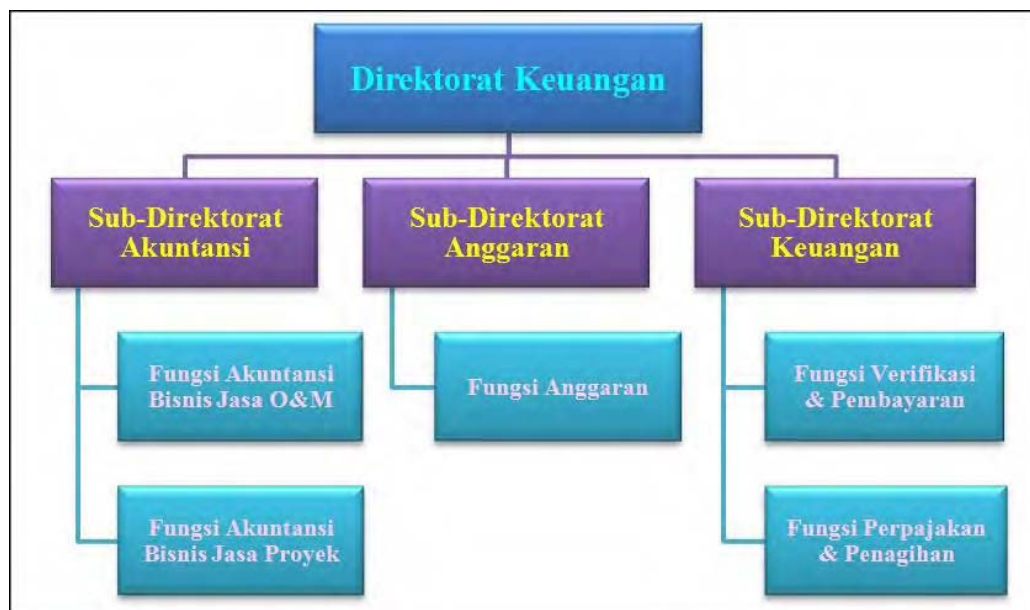 Direktorat Keuangan
Sub-Direktorat
Akuntansi
Sub-Direktorat
Anggaran
Sub-Direktorat
Keuangan
Fungsi Akuntansi
Bisnis Jasa O&M
Fungsi Anggaran
Fungsi Verifikasi
& Pembayaran
Fungsi Akuntansi
Bisnis Jasa Proyek
Fungsi Perpajakan
& Penagihan